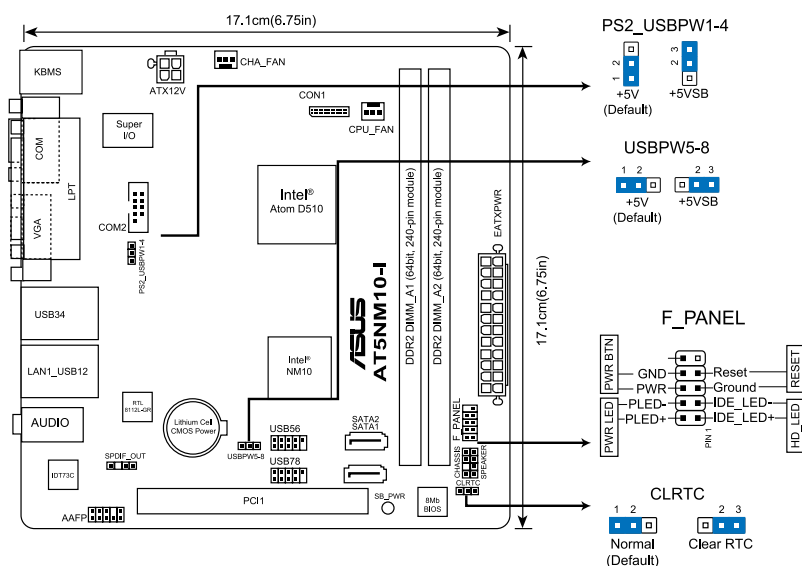 17.1cm(6.75in)
KBMS
ATX12V
CHA_FAN
CON1
CPU_FAN
Super
I/O
COM
LPT
VGA
COM2
PS2_USBPW1-4
Intel®
Atom D510
DDR2 DIMM_A1 (64bit, 240-pin module)
DDR2 DIMM_A2 (64bit, 240-pin module)
EATXPWR
17.1cm(6.75in)
USB34
ASUS
AT5NM10-I
Intel®
NM10
LAN1_USB12
RTL
8112L-GR
AUDIO
Lithium Cell
CMOS Power
USBPW5-8
USB56
USB78
SATA2
SATA1
F_PANEL
CHASSIS
SPEAKER
CLRTC
SPDIF_OUT
IDT73C
PCI1
SB_PWR
8Mb
BIOS
AAFP
PS2_USBPW1-4
2
1
+5V
(Default)
3
2
+5VSB
USBPW5-8
1 2
+5V
(Default)
2 3
+5VSB
F_PANEL
PWR BTN
GND
PWR
Reset
Ground
RESET
PWR LED
PLED-
PLED+
IDE_LED-
IDE_LED+
HD_LED
PIN 1
CLRTC
1 2
Normal
(Default)
2 3
Clear RTC